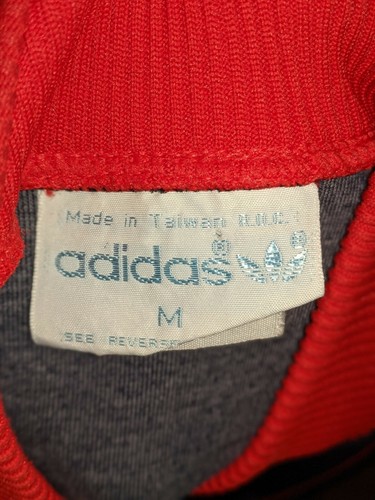 Made in Taiwan R.O.C.
adidas®
®
M
SEE REVERSE